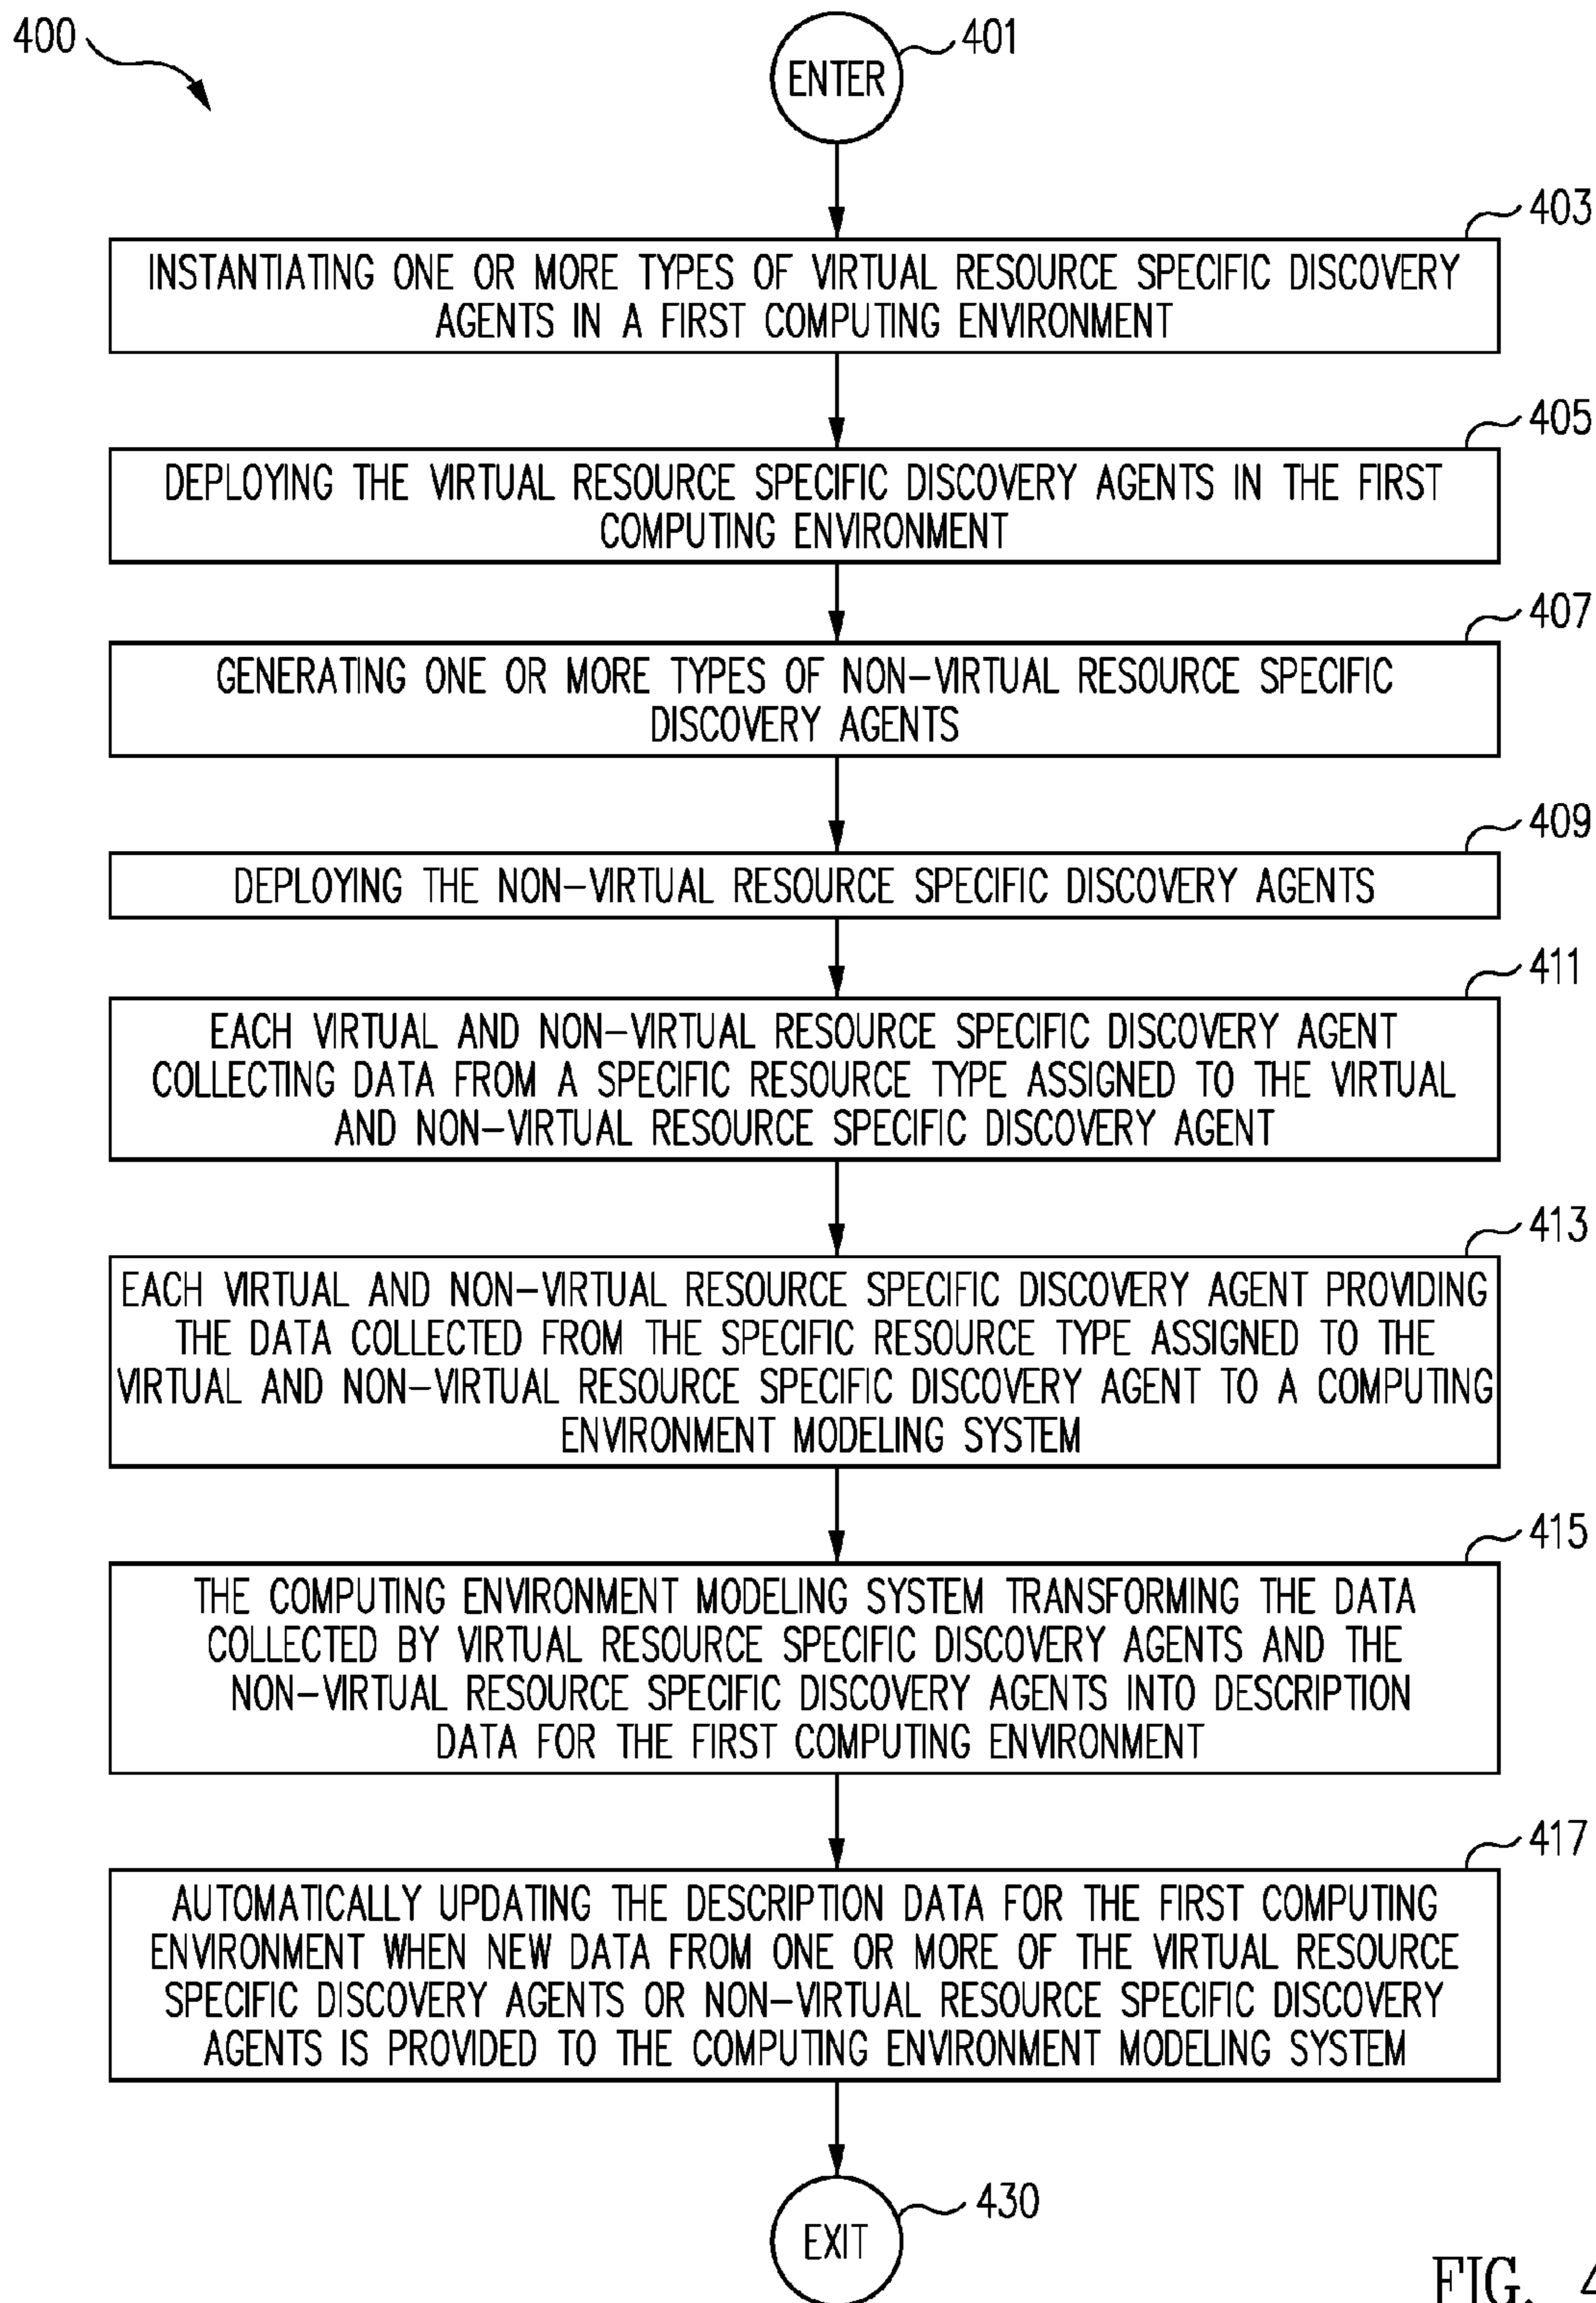 400
ENTER
401
403
INSTANTIATING ONE OR MORE TYPES OF VIRTUAL RESOURCE SPECIFIC DISCOVERY
AGENTS IN A FIRST COMPUTING ENVIRONMENT
405
DEPLOYING THE VIRTUAL RESOURCE SPECIFIC DISCOVERY AGENTS IN THE FIRST
COMPUTING ENVIRONMENT
407
GENERATING ONE OR MORE TYPES OF NON-VIRTUAL RESOURCE SPECIFIC
DISCOVERY AGENTS
409
DEPLOYING THE NON-VIRTUAL RESOURCE SPECIFIC DISCOVERY AGENTS
411
EACH VIRTUAL AND NON-VIRTUAL RESOURCE SPECIFIC DISCOVERY AGENT
COLLECTING DATA FROM A SPECIFIC RESOURCE TYPE ASSIGNED TO THE VIRTUAL
AND NON-VIRTUAL RESOURCE SPECIFIC DISCOVERY AGENT
413
EACH VIRTUAL AND NON-VIRTUAL RESOURCE SPECIFIC DISCOVERY AGENT PROVIDING
THE DATA COLLECTED FROM THE SPECIFIC RESOURCE TYPE ASSIGNED TO THE
VIRTUAL AND NON-VIRTUAL RESOURCE SPECIFIC DISCOVERY AGENT TO A COMPUTING
ENVIRONMENT MODELING SYSTEM
415
THE COMPUTING ENVIRONMENT MODELING SYSTEM TRANSFORMING THE DATA
COLLECTED BY VIRTUAL RESOURCE SPECIFIC DISCOVERY AGENTS AND THE
NON-VIRTUAL RESOURCE SPECIFIC DISCOVERY AGENTS INTO DESCRIPTION
DATA FOR THE FIRST COMPUTING ENVIRONMENT
417
AUTOMATICALLY UPDATING THE DESCRIPTION DATA FOR THE FIRST COMPUTING
ENVIRONMENT WHEN NEW DATA FROM ONE OR MORE OF THE VIRTUAL RESOURCE
SPECIFIC DISCOVERY AGENTS OR NON-VIRTUAL RESOURCE SPECIFIC DISCOVERY
AGENTS IS PROVIDED TO THE COMPUTING ENVIRONMENT MODELING SYSTEM
430
EXIT
FIG. 4